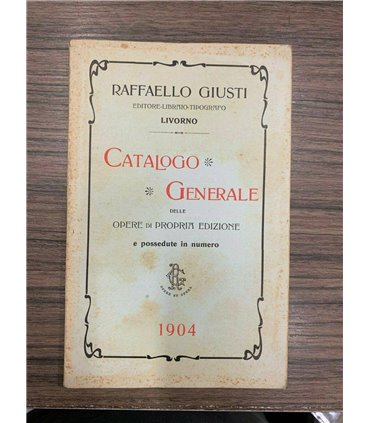 RAFFAELLO GIUSTI
EDITORE-LIBRAIO-TIPOGRAFO
LIVORNO
CATALOGO
GENERALE
DELLE
OPERE DI PROPRIA EDIZIONE
e possedute in numero
1904